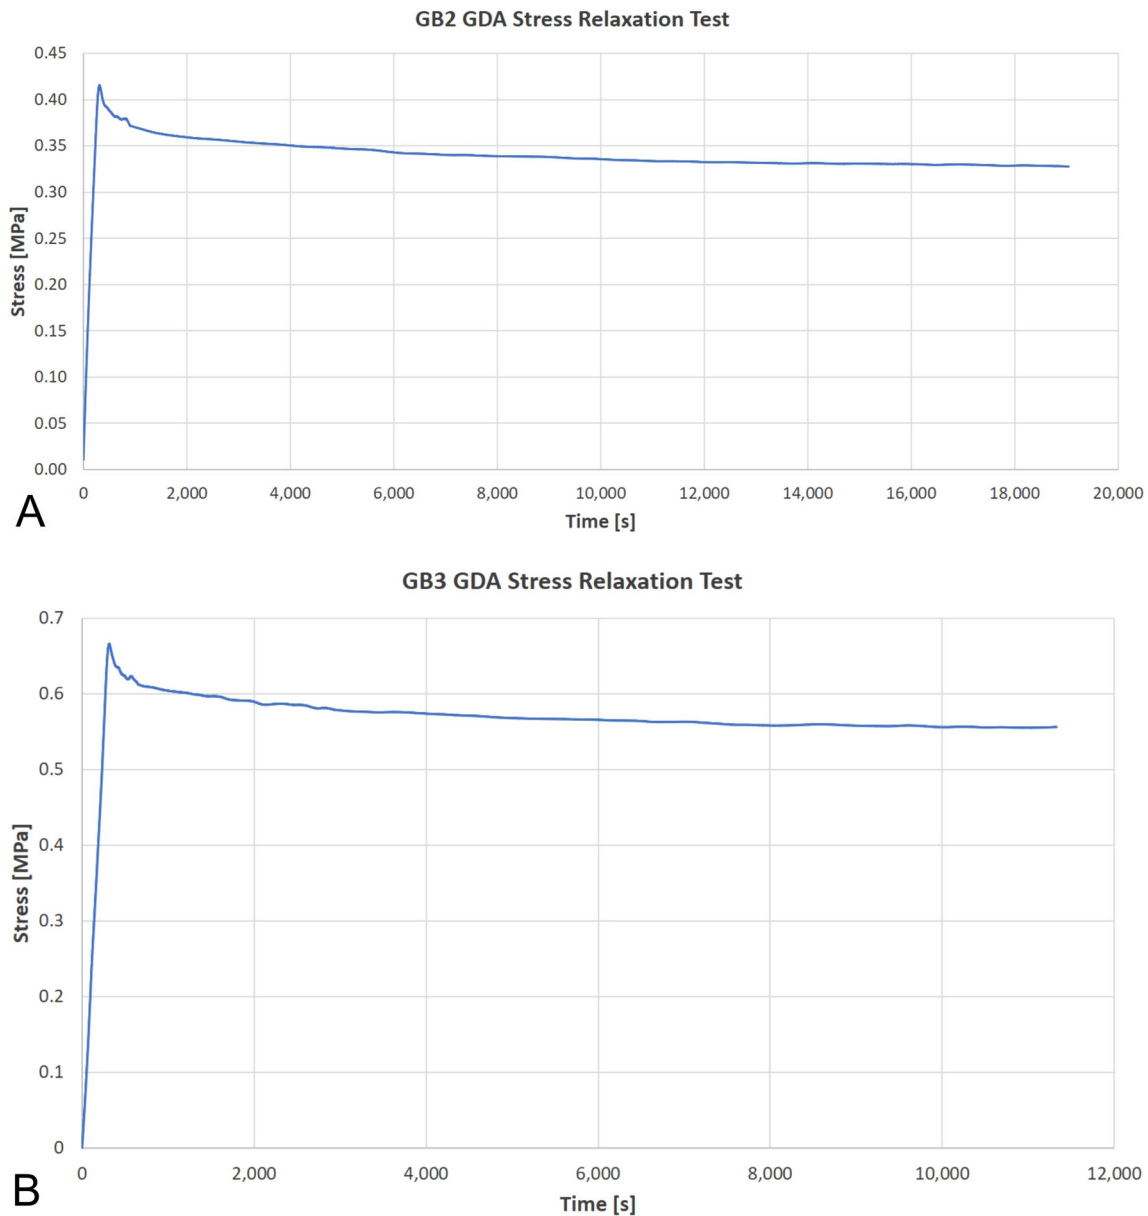 GB2 GDA Stress Relaxation Test
0.45
0.40
0.35
0.30
0.25
0.20
0.15
0.10
0.05
0.00
Stress [MPa]
0 2,000 4,000 6,000 8,000 10,000 12,000 14,000 16,000 18,000 20,000
Time [s]
A
GB3 GDA Stress Relaxation Test
0.7
0.6
0.5
0.4
0.3
0.2
0.1
0
Stress [MPa]
0 2,000 4,000 6,000 8,000 10,000 12,000
Time [s]
B